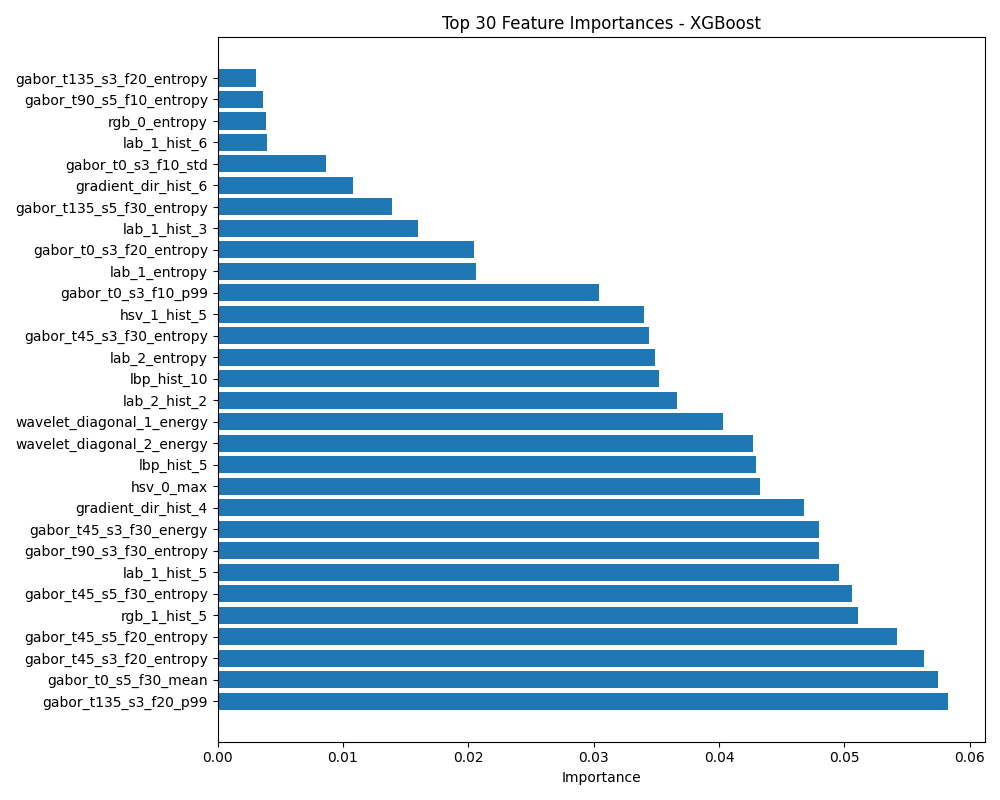 Top 30 Feature Importances - XGBoost
gabor_t135_s3_f20_entropy
gabor_t90_s5_f10_entropy
rgb_0_entropy
lab_1_hist_6
gabor_t0_s3_f10_std
gradient_dir_hist_6
gabor_t135_s5_f30_entropy
lab_1_hist_3
gabor_t0_s3_f20_entropy
lab_1_entropy
gabor_t0_s3_f10_p99
hsv_1_hist_5
gabor_t45_s3_f30_entropy
lab_2_entropy
lbp_hist_10
lab_2_hist_2
wavelet_diagonal_1_energy
wavelet_diagonal_2_energy
lbp_hist_5
hsv_0_max
gradient_dir_hist_4
gabor_t45_s3_f30_energy
gabor_t90_s3_f30_entropy
lab_1_hist_5
gabor_t45_s5_f30_entropy
rgb_1_hist_5
gabor_t45_s5_f20_entropy
gabor_t45_s3_f20_entropy
gabor_t0_s5_f30_mean
gabor_t135_s3_f20_p99
0.00 0.01 0.02 0.03 0.04 0.05 0.06
Importance